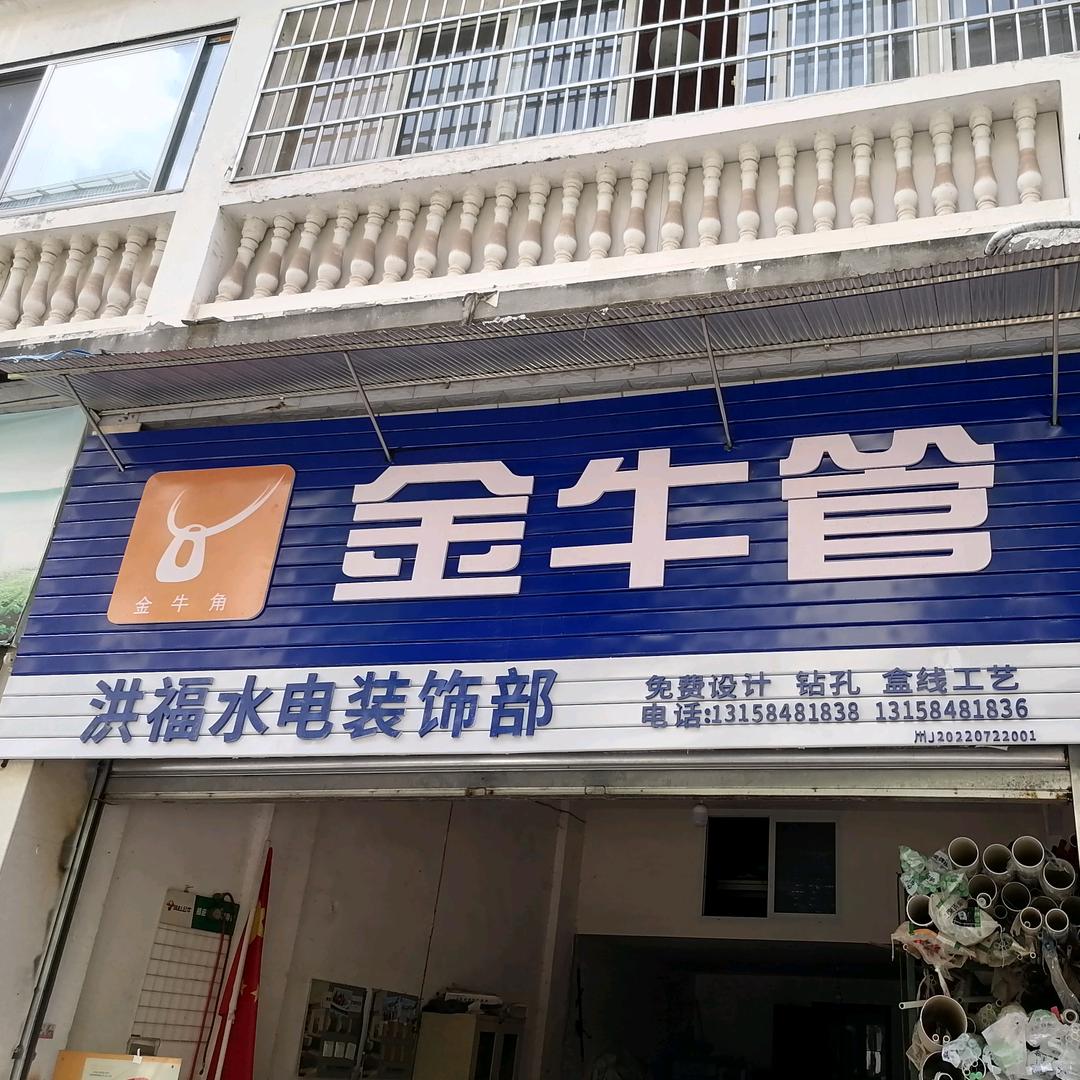 金牛管
金牛角
洪福水电装饰部
免费设计 钻孔 盒线工艺
电话:13158481838 13158481836
J20220722001